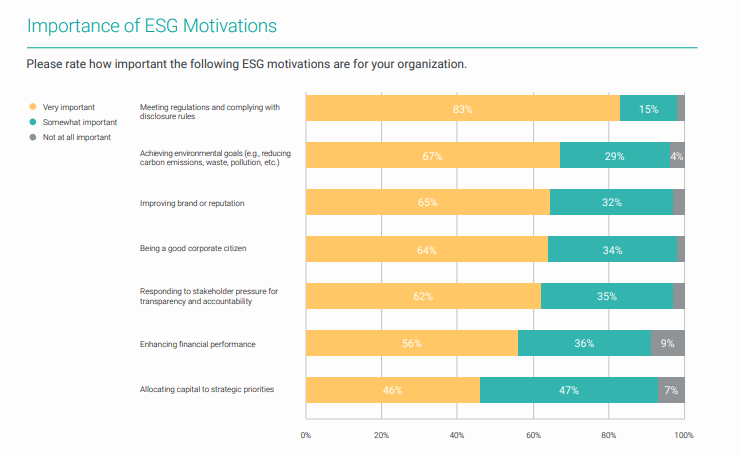 Importance of ESG Motivations
Please rate how important the following ESG motivations are for your organization.
Very important
Somewhat important
Not at all important
Meeting regulations and complying with
disclosure rules
83%
15%
Achieving environmental goals (e.g., reducing
carbon emissions, waste, pollution, etc.)
67%
29%
4%
Improving brand or reputation
65%
32%
Being a good corporate citizen
64%
34%
Responding to stakeholder pressure for
transparency and accountability
62%
35%
Enhancing financial performance
56%
36%
9%
Allocating capital to strategic priorities
46%
47%
7%
0%
20%
40%
60%
80%
100%